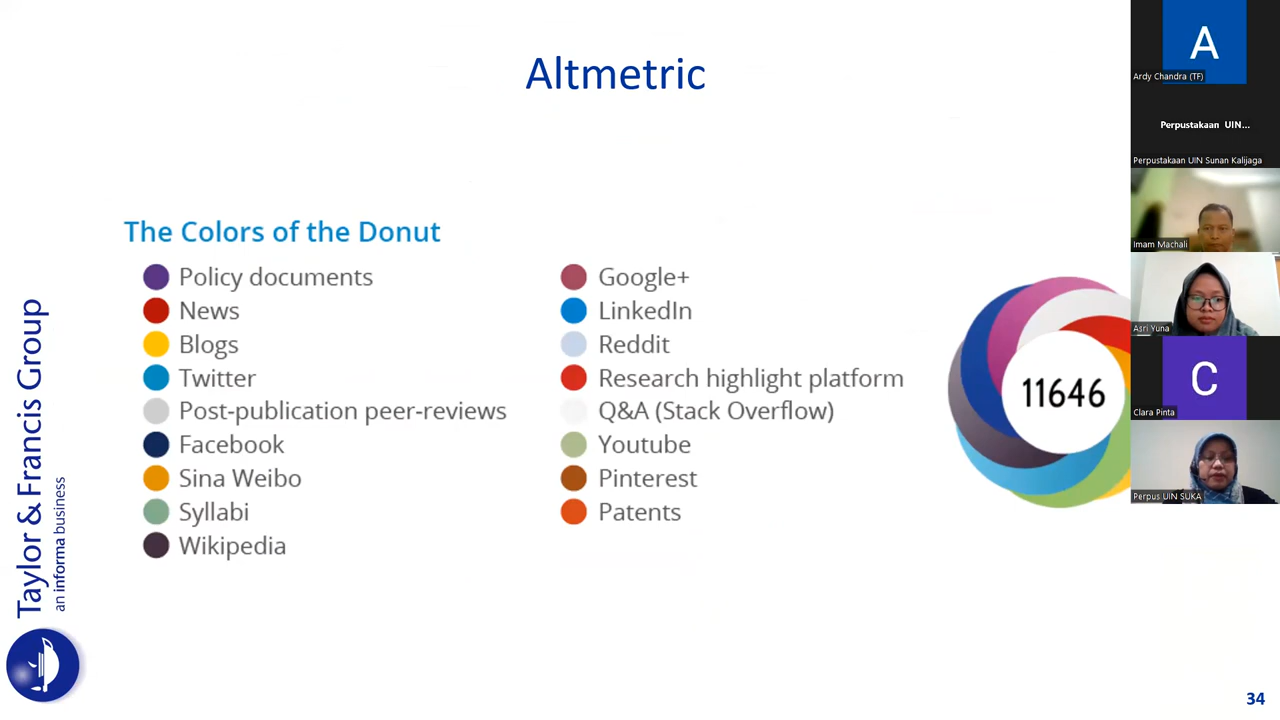 Altmetric
The Colors of the Donut
Policy documents
News
Blogs
Twitter
Post-publication peer-reviews
Facebook
Sina Weibo
Syllabi
Wikipedia
Google+
LinkedIn
Reddit
Research highlight platform
Q&A (Stack Overflow)
Youtube
Pinterest
Patents
11646
Taylor & Francis Group
an informa business
34
A
Ardy Chandra (TF)
Perpustakaan UIN...
Perpustakaan UIN Sunan Kalijaga
Imam Machali
Asri Yuna
C
Clara Pinta
Perpus UIN SUKA